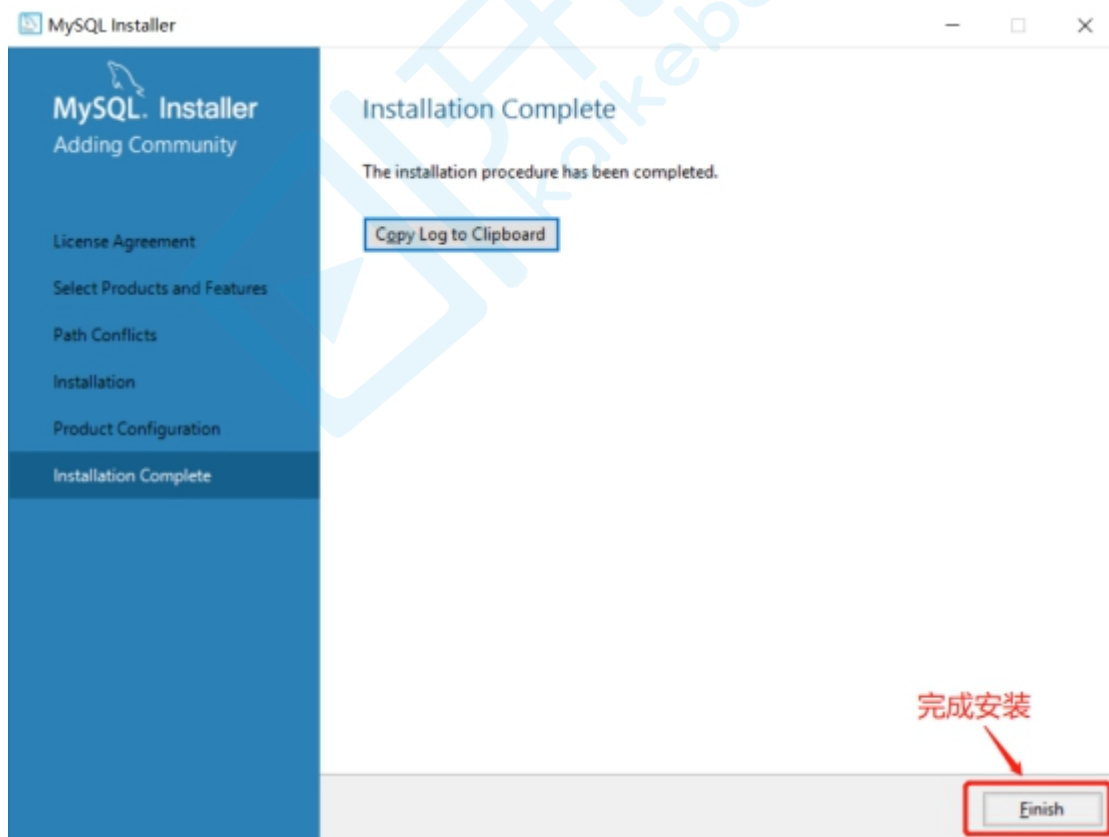 MySQL Installer
MySQL. Installer
Adding Community
License Agreement
Select Products and Features
Path Conflicts
Installation
Product Configuration
Installation Complete
Installation Complete
The installation procedure has been completed.
Copy Log to Clipboard
完成安装
Finish